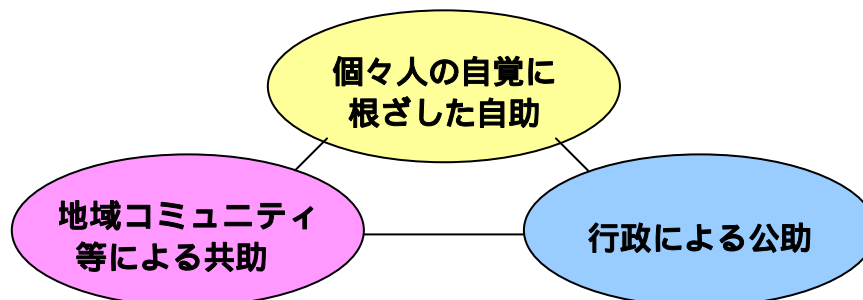 個々人の自覚に
根ざした自助
地域コミュニティ
等による共助
行政による公助